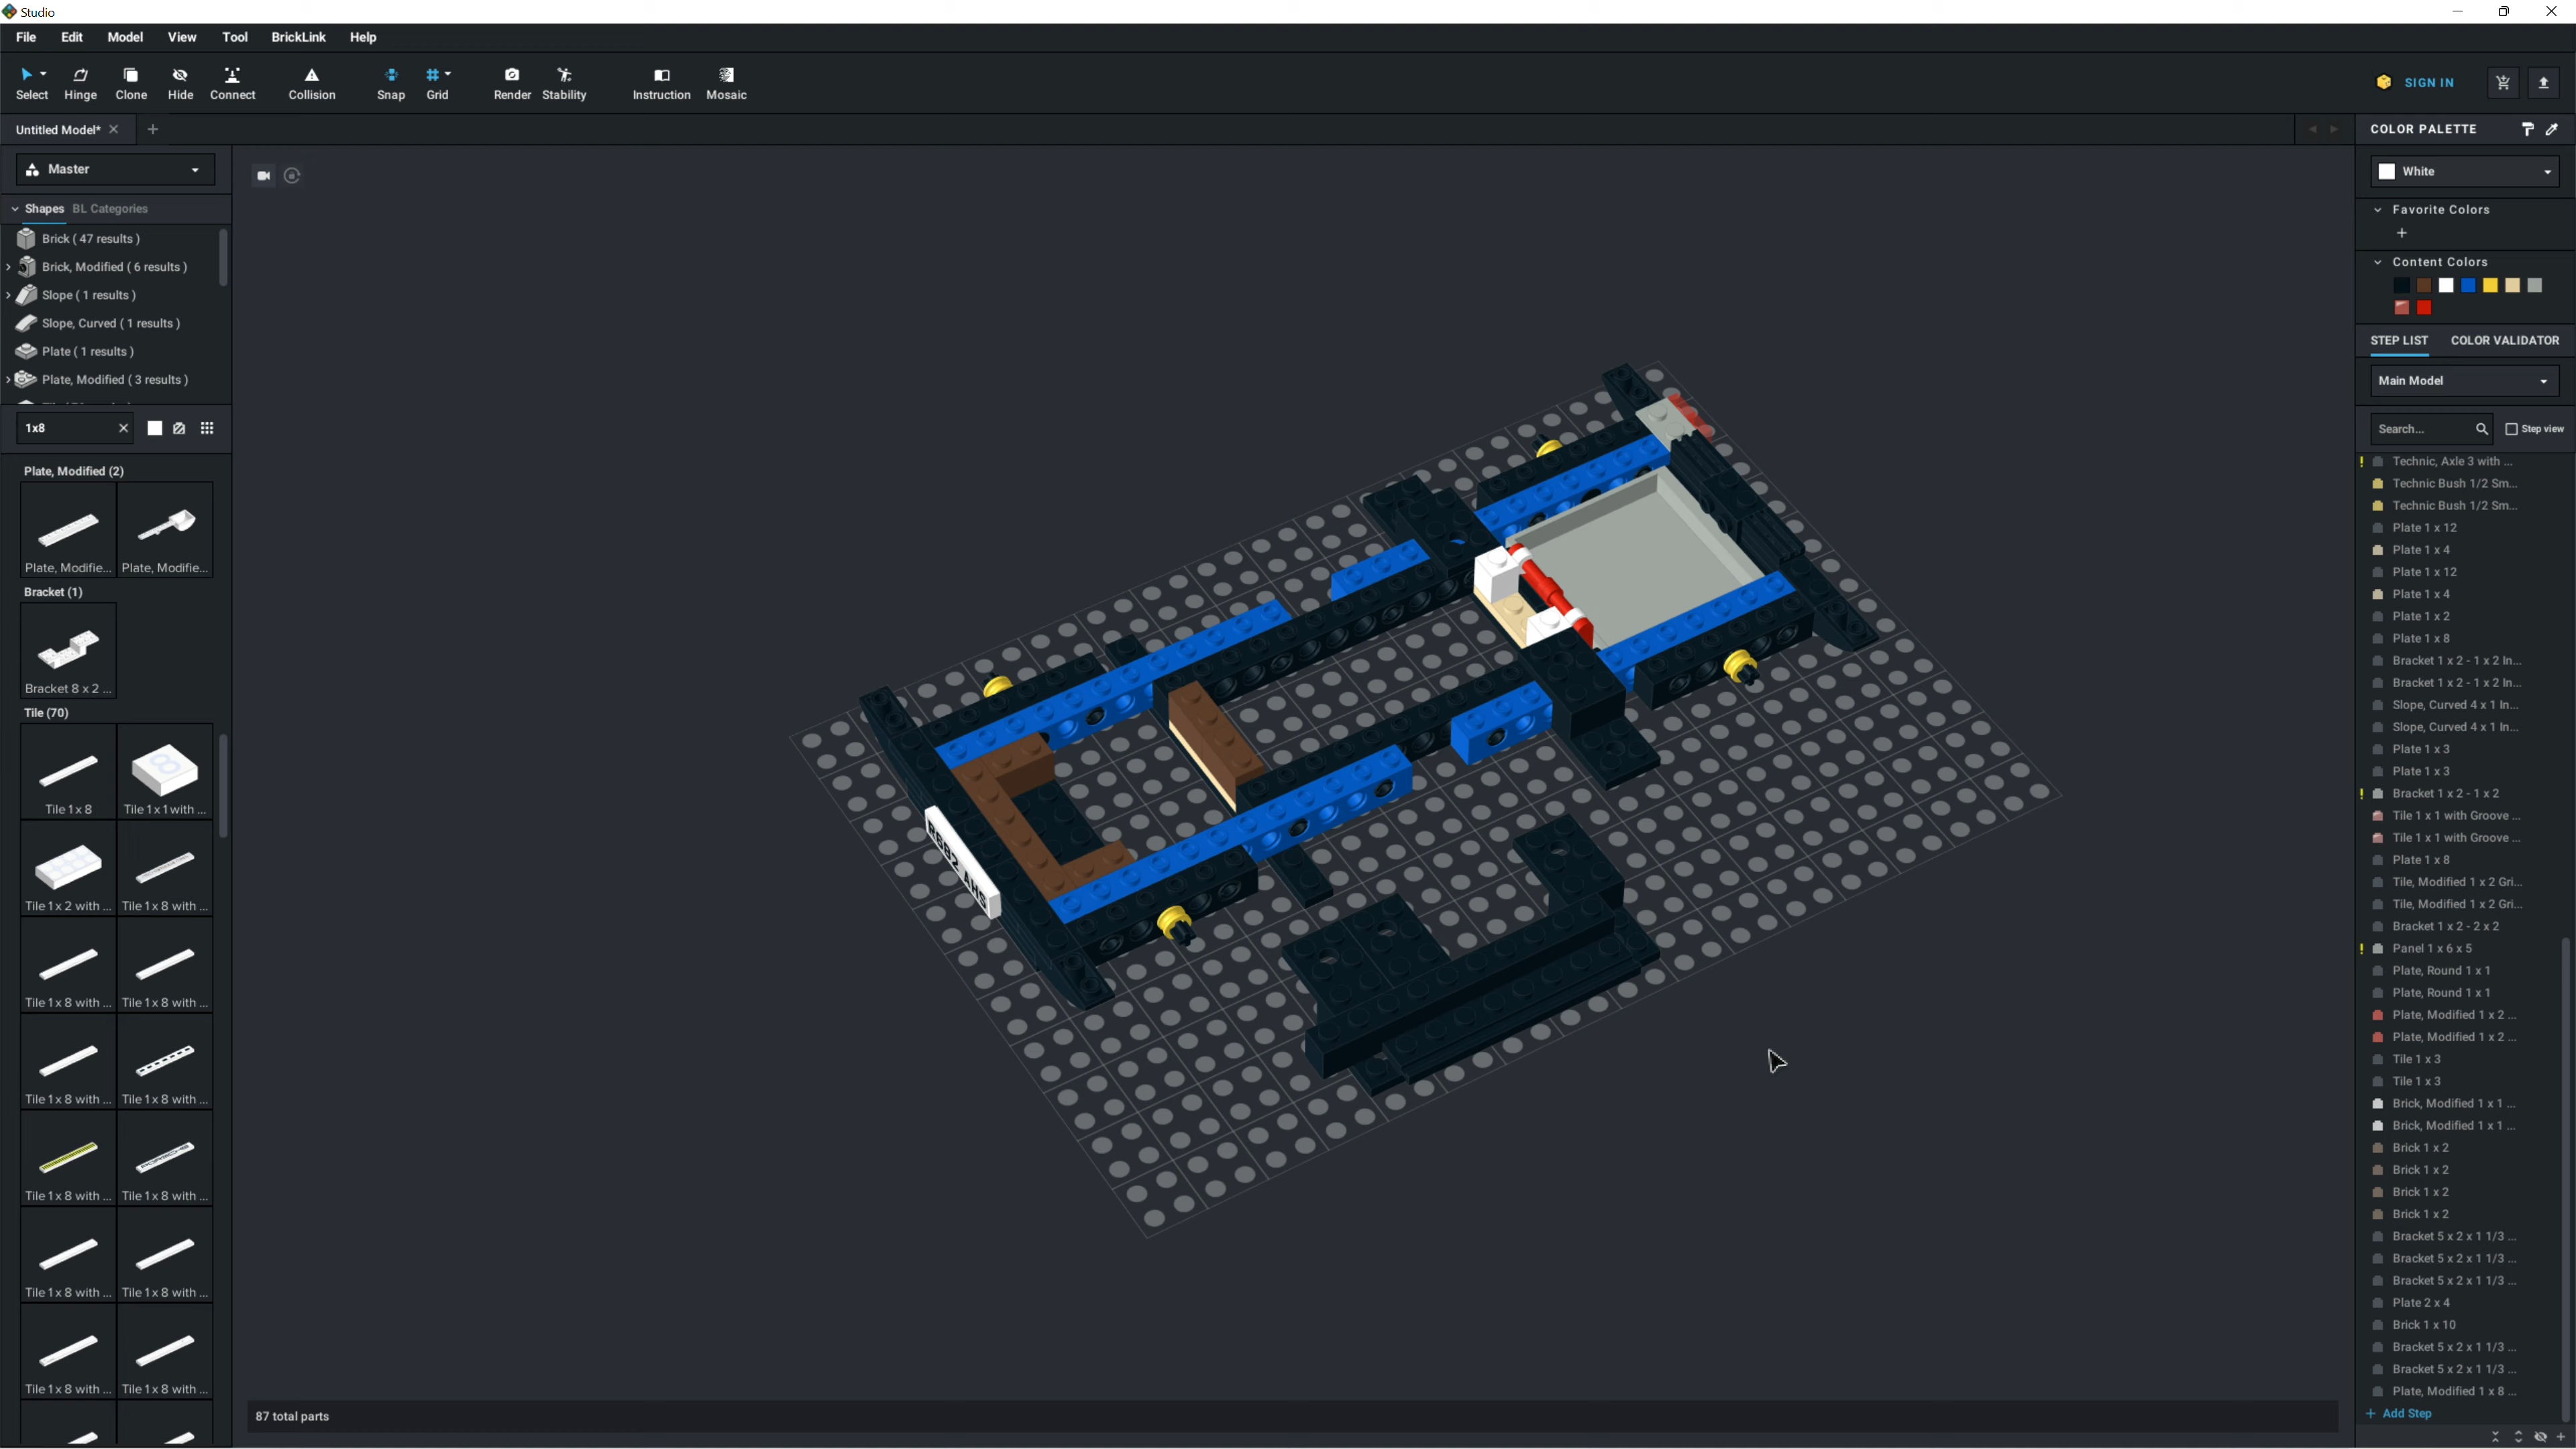 Studio
File Edit Model View Tool BrickLink Help
Select Hinge Clone Hide Connect Collision Snap Grid Render Stability Instruction Mosaic
SIGN IN
Untitled Model*
Master
Shapes BL Categories
Brick ( 47 results )
Brick, Modified ( 6 results )
Slope ( 1 results )
Slope, Curved ( 1 results )
Plate ( 1 results )
Plate, Modified ( 3 results )
1x8
Plate, Modified (2)
Plate, Modifie... Plate, Modifie...
Bracket (1)
Bracket 8 x 2 ...
Tile (70)
Tile 1 x 8 Tile 1 x 1 with ...
Tile 1 x 2 with ... Tile 1 x 8 with ...
Tile 1 x 8 with ... Tile 1 x 8 with ...
Tile 1 x 8 with ... Tile 1 x 8 with ...
Tile 1 x 8 with ... Tile 1 x 8 with ...
Tile 1 x 8 with ... Tile 1 x 8 with ...
Tile 1 x 8 with ... Tile 1 x 8 with ...
87 total parts
COLOR PALETTE
White
Favorite Colors
+
Content Colors
STEP LIST COLOR VALIDATOR
Main Model
Search... Step view
Technic, Axle 3 with ...
Technic Bush 1/2 Sm...
Technic Bush 1/2 Sm...
Plate 1 x 12
Plate 1 x 4
Plate 1 x 12
Plate 1 x 4
Plate 1 x 2
Plate 1 x 8
Bracket 1 x 2 - 1 x 2 In...
Bracket 1 x 2 - 1 x 2 In...
Slope, Curved 4 x 1 In...
Slope, Curved 4 x 1 In...
Plate 1 x 3
Plate 1 x 3
Bracket 1 x 2 - 1 x 2
Tile 1 x 1 with Groove ...
Tile 1 x 1 with Groove ...
Plate 1 x 8
Tile, Modified 1 x 2 Gri...
Tile, Modified 1 x 2 Gri...
Bracket 1 x 2 - 2 x 2
Panel 1 x 6 x 5
Plate, Round 1 x 1
Plate, Round 1 x 1
Plate, Modified 1 x 2 ...
Plate, Modified 1 x 2 ...
Tile 1 x 3
Tile 1 x 3
Brick, Modified 1 x 1 ...
Brick, Modified 1 x 1 ...
Brick 1 x 2
Brick 1 x 2
Brick 1 x 2
Brick 1 x 2
Bracket 5 x 2 x 1 1/3 ...
Bracket 5 x 2 x 1 1/3 ...
Bracket 5 x 2 x 1 1/3 ...
Plate 2 x 4
Brick 1 x 10
Bracket 5 x 2 x 1 1/3 ...
Bracket 5 x 2 x 1 1/3 ...
Plate, Modified 1 x 8 ...
+ Add Step